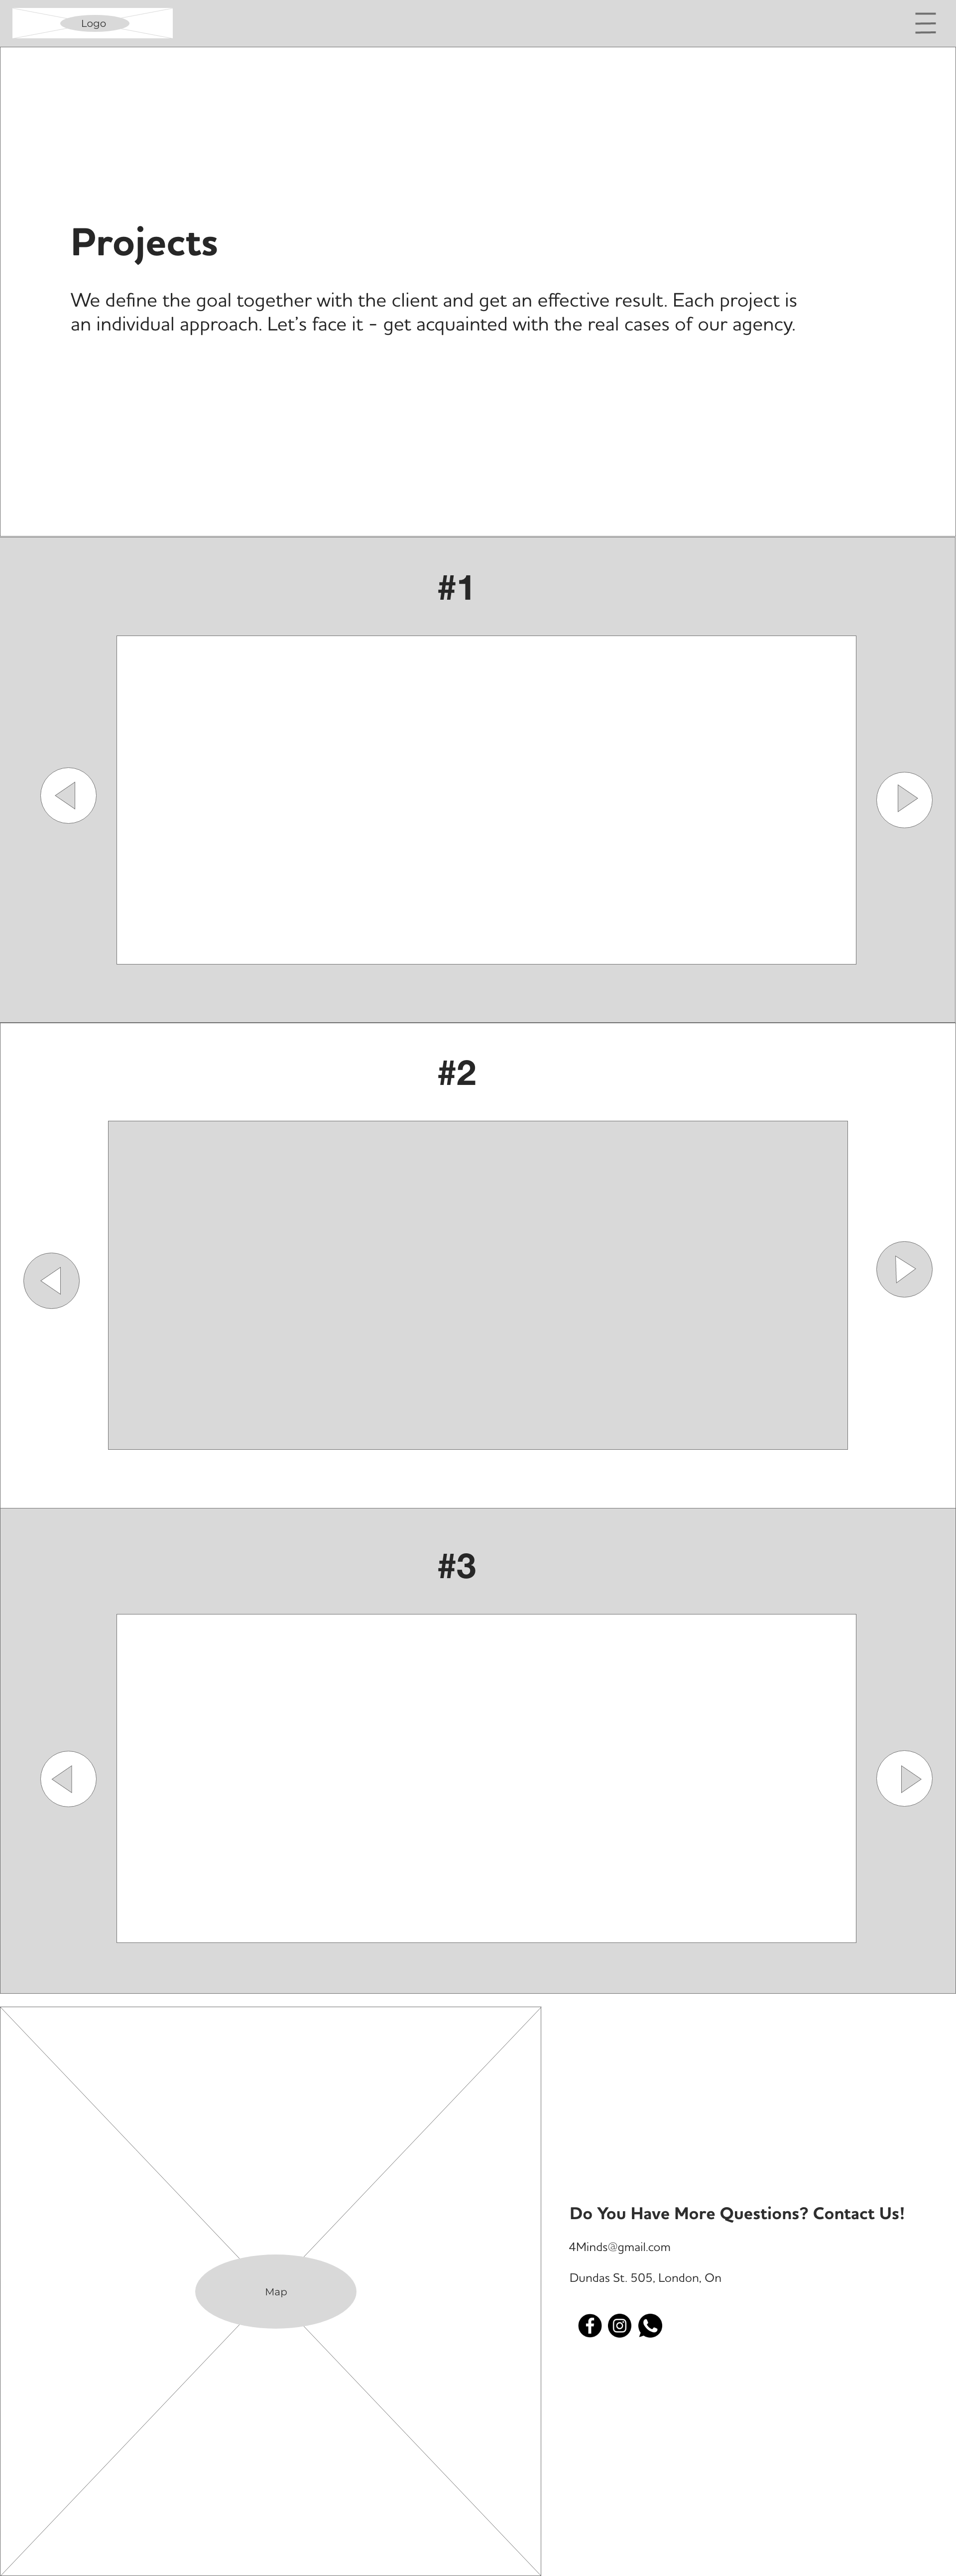 Logo
Projects
We define the goal together with the client and get an effective result. Each project is
an individual approach. Let's face it - get acquainted with the real cases of our agency.
#1
#2
#3
Map
Do You Have More Questions? Contact Us!
4Minds@gmail.com
Dundas St. 505, London, On